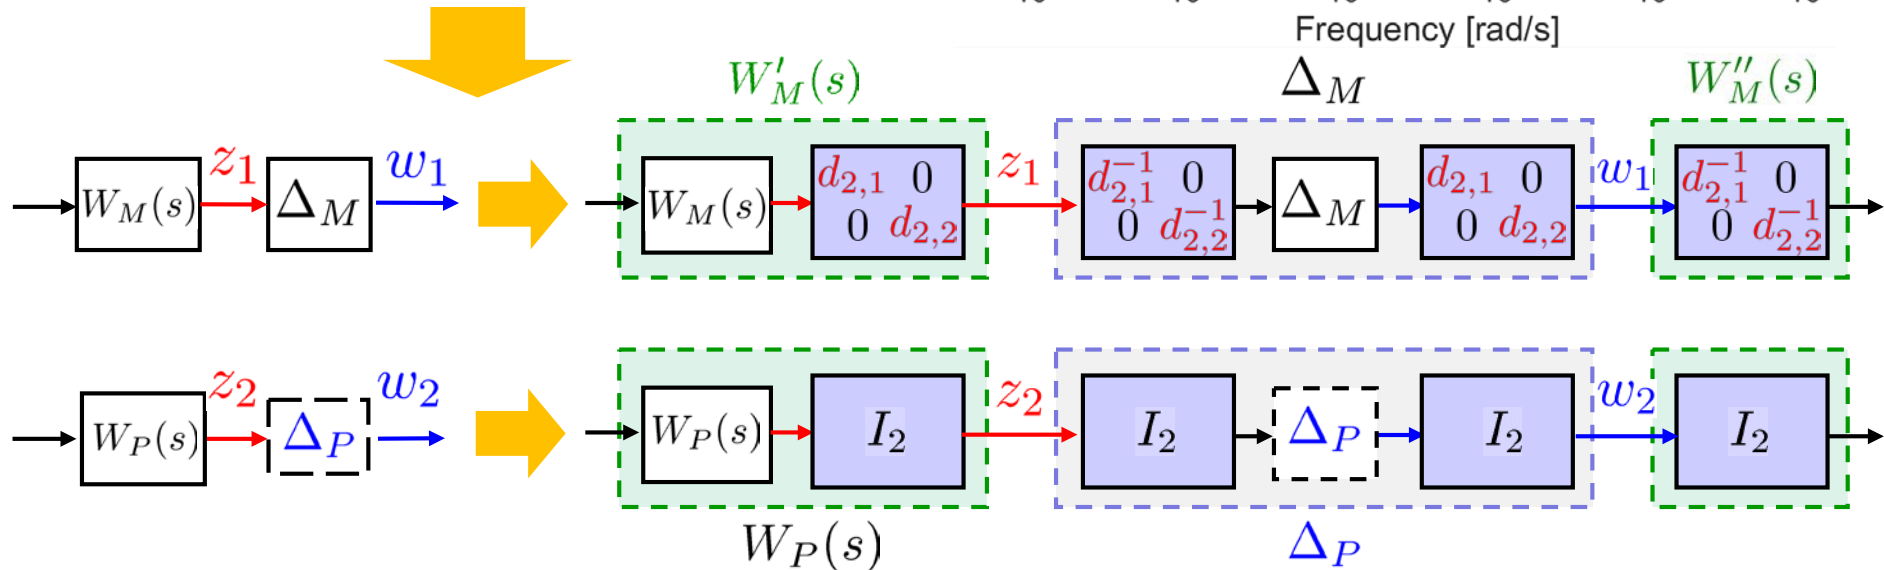 Frequency [rad/s]
W′_M(s) Δ_M W″_M(s)
W_M(s) z_1 Δ_M w_1
W_M(s) d_{2,1} 0 z_1 d_{2,1}^{-1} 0 Δ_M d_{2,1} 0 w_1 d_{2,1}^{-1} 0
0 d_{2,2} 0 d_{2,2}^{-1} 0 d_{2,2} 0 d_{2,2}^{-1}
W_P(s) z_2 Δ_P w_2
W_P(s) I_2 z_2 I_2 Δ_P I_2 w_2 I_2
W_P(s) Δ_P